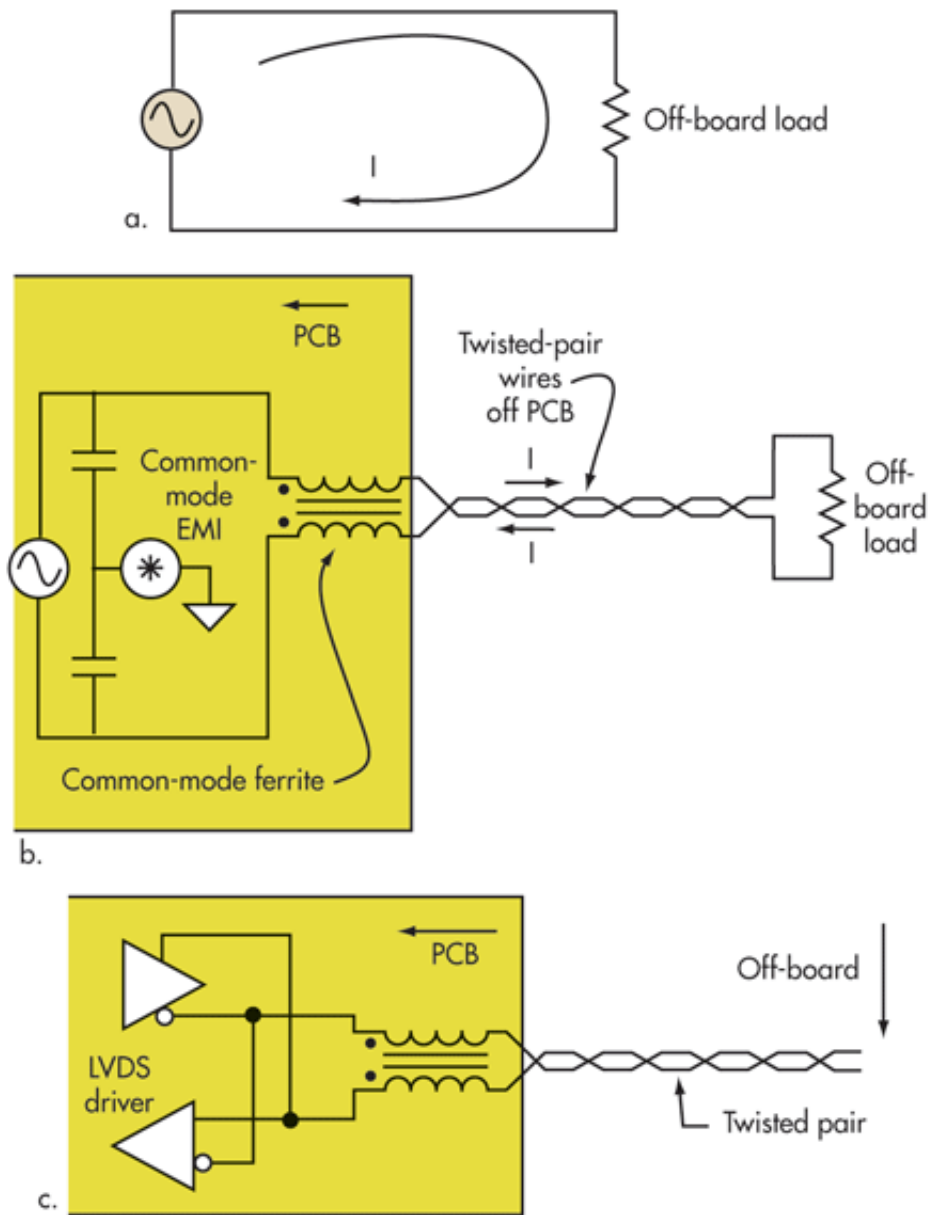 Off-board load
I
a.
PCB
Twisted-pair
wires
off PCB
Common-
mode
EMI
I
I
Off-
board
load
Common-mode ferrite
b.
PCB
Off-board
LVDS
driver
Twisted pair
c.